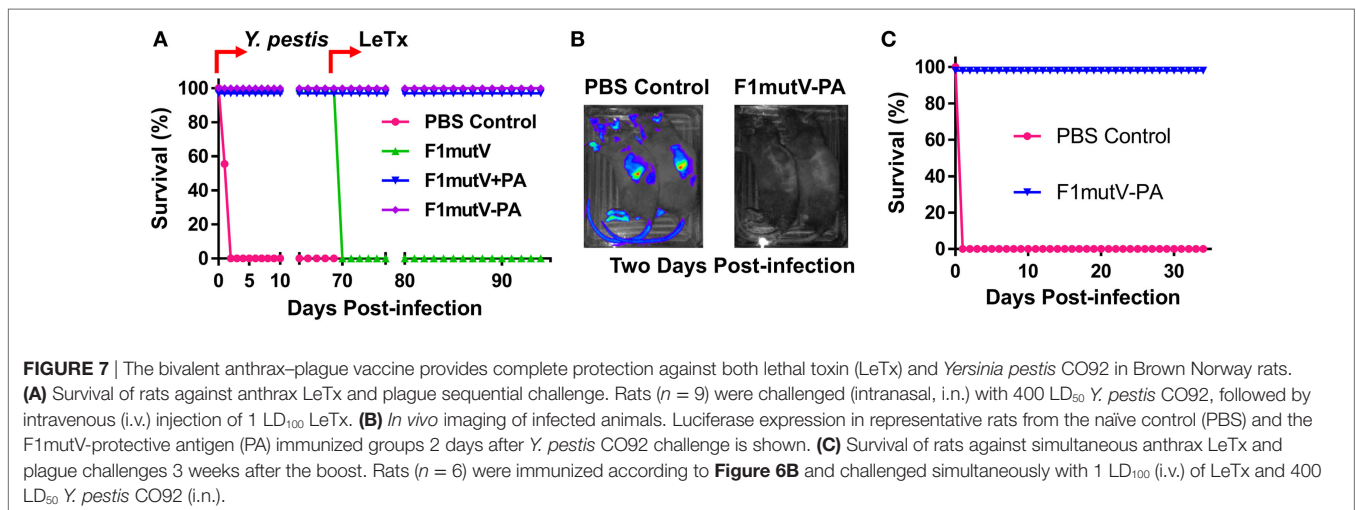 A
Y. pestis
LeTx
Survival (%)
100
80
60
40
20
0
0
5
10
70
80
90
Days Post-infection
PBS Control
F1mutV
F1mutV+PA
F1mutV-PA
B
PBS Control
F1mutV-PA
Two Days Post-infection
C
Survival (%)
100
80
60
40
20
0
0
10
20
30
Days Post-infection
PBS Control
F1mutV-PA
FIGURE 7 | The bivalent anthrax–plague vaccine provides complete protection against both lethal toxin (LeTx) and Yersinia pestis CO92 in Brown Norway rats.
(A) Survival of rats against anthrax LeTx and plague sequential challenge. Rats (n = 9) were challenged (intranasal, i.n.) with 400 LD₅₀ Y. pestis CO92, followed by
intravenous (i.v.) injection of 1 LD₁₀₀ LeTx. (B) In vivo imaging of infected animals. Luciferase expression in representative rats from the naïve control (PBS) and the
F1mutV-protective antigen (PA) immunized groups 2 days after Y. pestis CO92 challenge is shown. (C) Survival of rats against simultaneous anthrax LeTx and
plague challenges 3 weeks after the boost. Rats (n = 6) were immunized according to Figure 6B and challenged simultaneously with 1 LD₁₀₀ (i.v.) of LeTx and 400
LD₅₀ Y. pestis CO92 (i.n.).